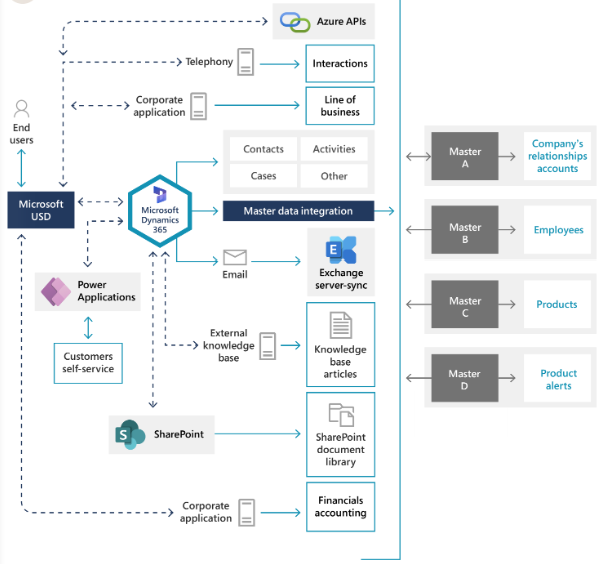 Azure APIs
Telephony
Interactions
Corporate
application
Line of
business
End
users
Contacts
Activities
Cases
Other
Microsoft
USD
Microsoft
Dynamics
365
Master data integration
Email
E
Exchange
server-sync
Power
Applications
Customers
self-service
External
knowledge
base
Knowledge
base
articles
S
SharePoint
SharePoint
document
library
Corporate
application
Financials
accounting
Master
A
Company's
relationships
accounts
Master
B
Employees
Master
C
Products
Master
D
Product
alerts